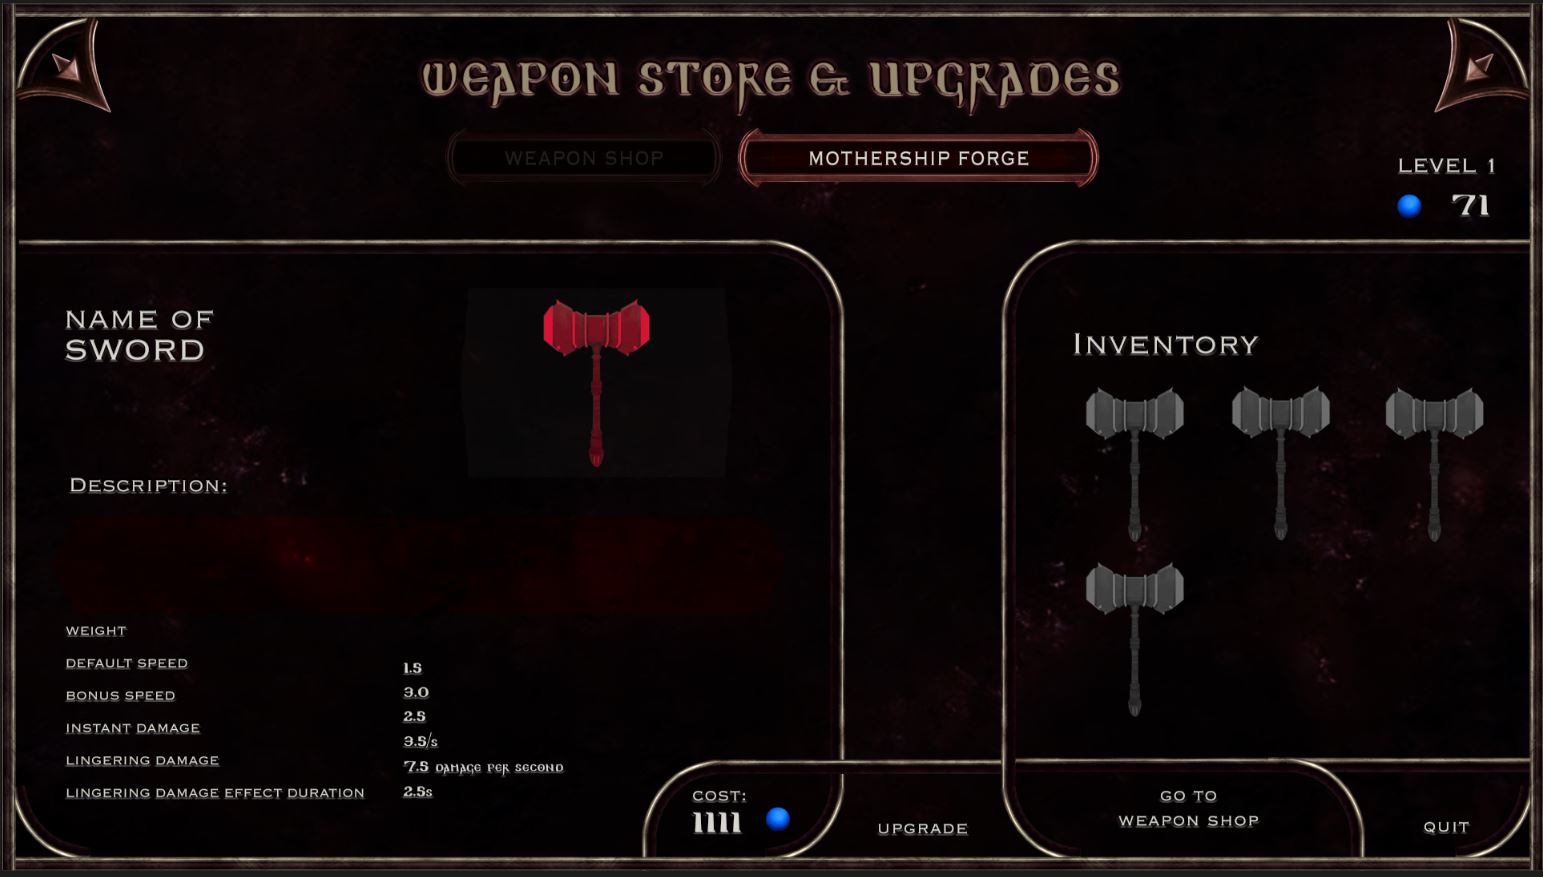 WEAPON STORE & UPGRADES
WEAPON SHOP
MOTHERSHIP FORGE
LEVEL 1
71
NAME OF
SWORD
DESCRIPTION:
WEIGHT
DEFAULT SPEED
BONUS SPEED
INSTANT DAMAGE
LINGERING DAMAGE
LINGERING DAMAGE EFFECT DURATION
1.5
3.0
2.5
3.5/s
7.5 DAMAGE PER SECOND
2.5s
COST:
1111
UPGRADE
INVENTORY
GO TO
WEAPON SHOP
QUIT